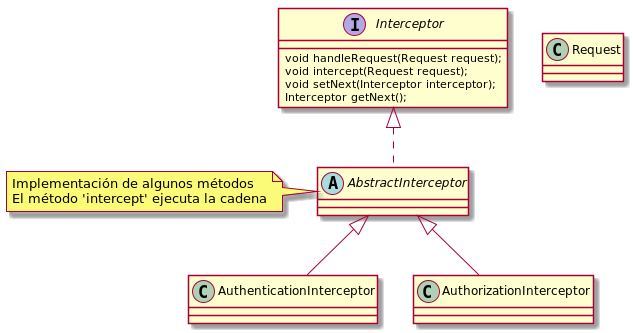 I Interceptor
void handleRequest(Request request);
void intercept(Request request);
void setNext(Interceptor interceptor);
Interceptor getNext();
C Request
Implementación de algunos métodos
El método 'intercept' ejecuta la cadena
A AbstractInterceptor
C AuthenticationInterceptor
C AuthorizationInterceptor